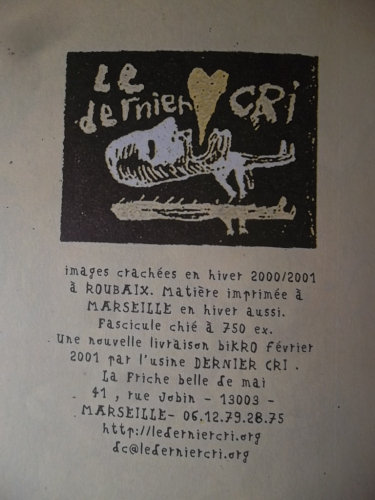 Le
dernier CRi
images crachées en hiver 2000/2001
à ROUBAIX. Matière imprimée à
MARSEILLE en hiver aussi.
Fascicule chié à 750 ex.
Une nouvelle livraison biKRO février
2001 par l'usine DERNIER CRI .
La Friche belle de mai
41 , rue Jobin - 13003 -
MARSEILLE- 06.12.79.28.75
http://lederniercri.org
dc@lederniercri.org